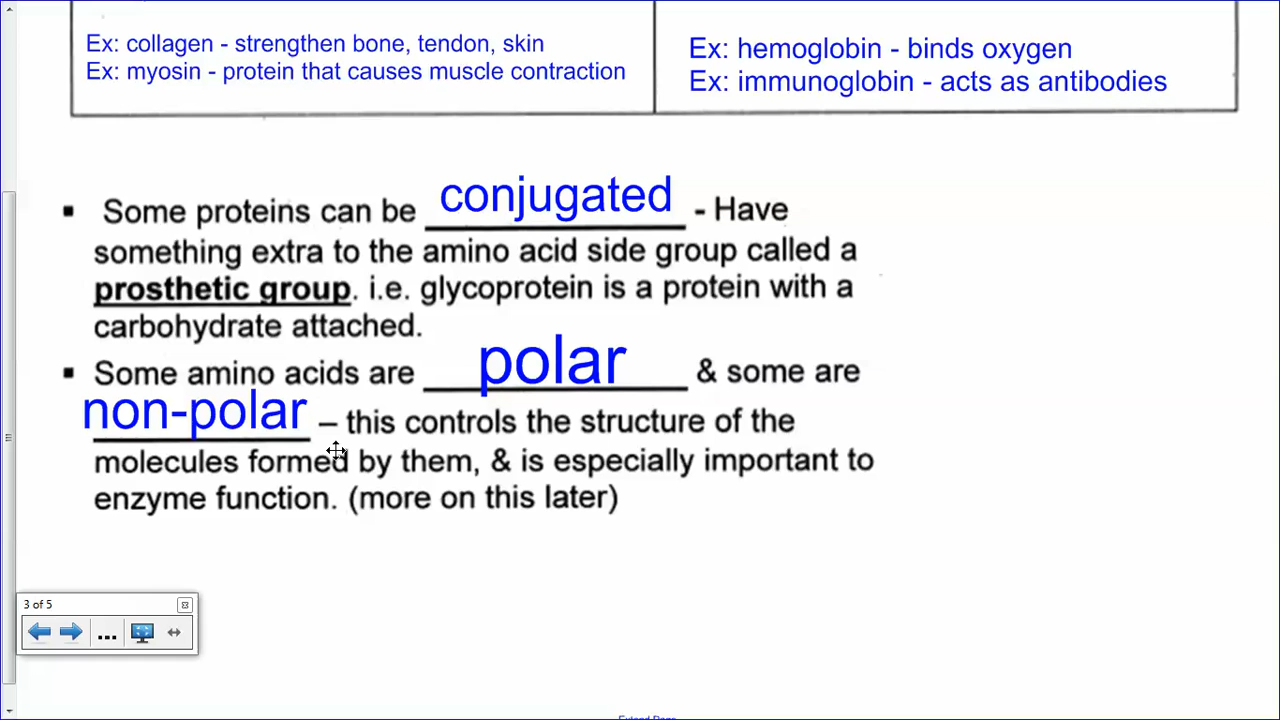 Ex: collagen - strengthen bone, tendon, skin
Ex: myosin - protein that causes muscle contraction
Ex: hemoglobin - binds oxygen
Ex: immunoglobin - acts as antibodies
▪ Some proteins can be conjugated - Have
something extra to the amino acid side group called a
prosthetic group. i.e. glycoprotein is a protein with a
carbohydrate attached.
▪ Some amino acids are polar & some are
non-polar – this controls the structure of the
molecules formed by them, & is especially important to
enzyme function. (more on this later)
3 of 5
...
Extend Page